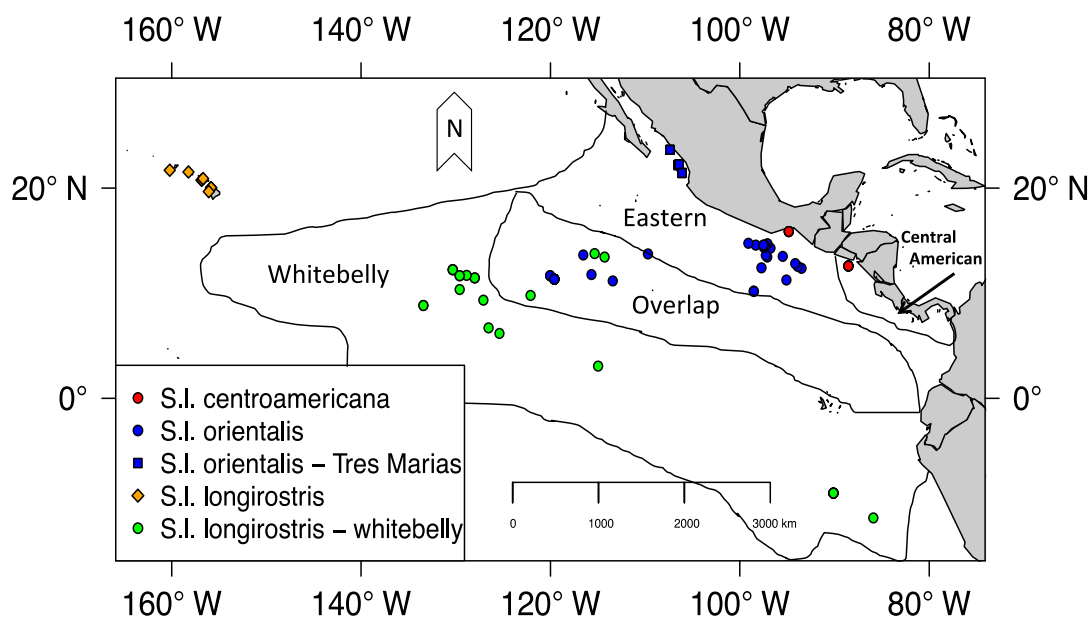 160° W 140° W 120° W 100° W 80° W
N
20° N 20° N
Eastern
Central
American
Whitebelly
Overlap
0° 0°
S.l. centroamericana
S.l. orientalis
S.l. orientalis – Tres Marias
S.l. longirostris
S.l. longirostris – whitebelly
0 1000 2000 3000 km
160° W 140° W 120° W 100° W 80° W